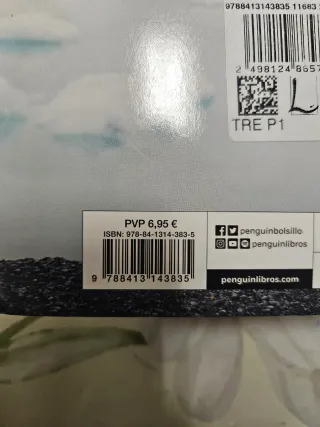 9788413143835 11683
2 498124 8657
TRE P1
PVP 6,95 €
ISBN: 978-84-1314-383-5
9 788413 143835
penguinbolsillo
penguinlibros
penguinlibros.com